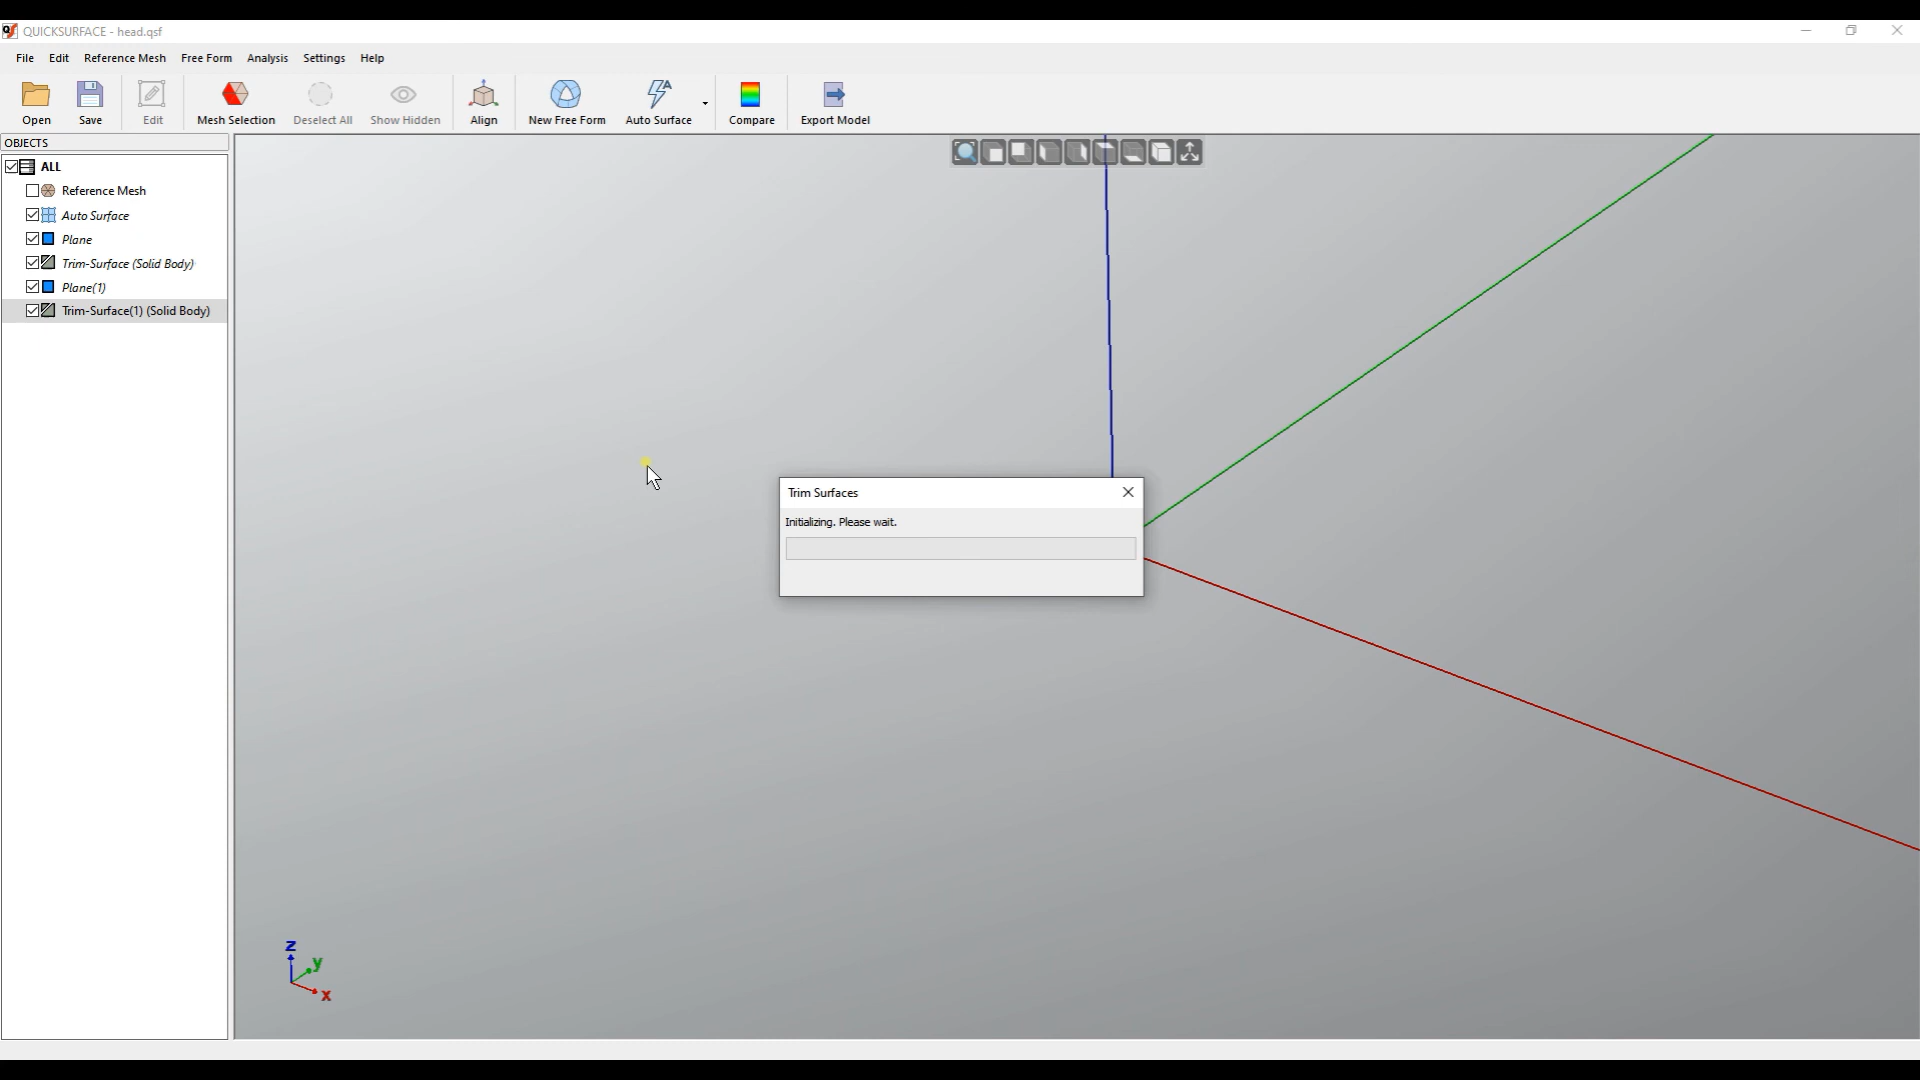 QUICKSURFACE - head.qsf
File Edit Reference Mesh Free Form Analysis Settings Help
Open Save Edit Mesh Selection Deselect All Show Hidden Align New Free Form Auto Surface Compare Export Model
OBJECTS
ALL
Reference Mesh
Auto Surface
Plane
Trim-Surface (Solid Body)
Plane(1)
Trim-Surface(1) (Solid Body)
Trim Surfaces
Initializing. Please wait.
z
y
x